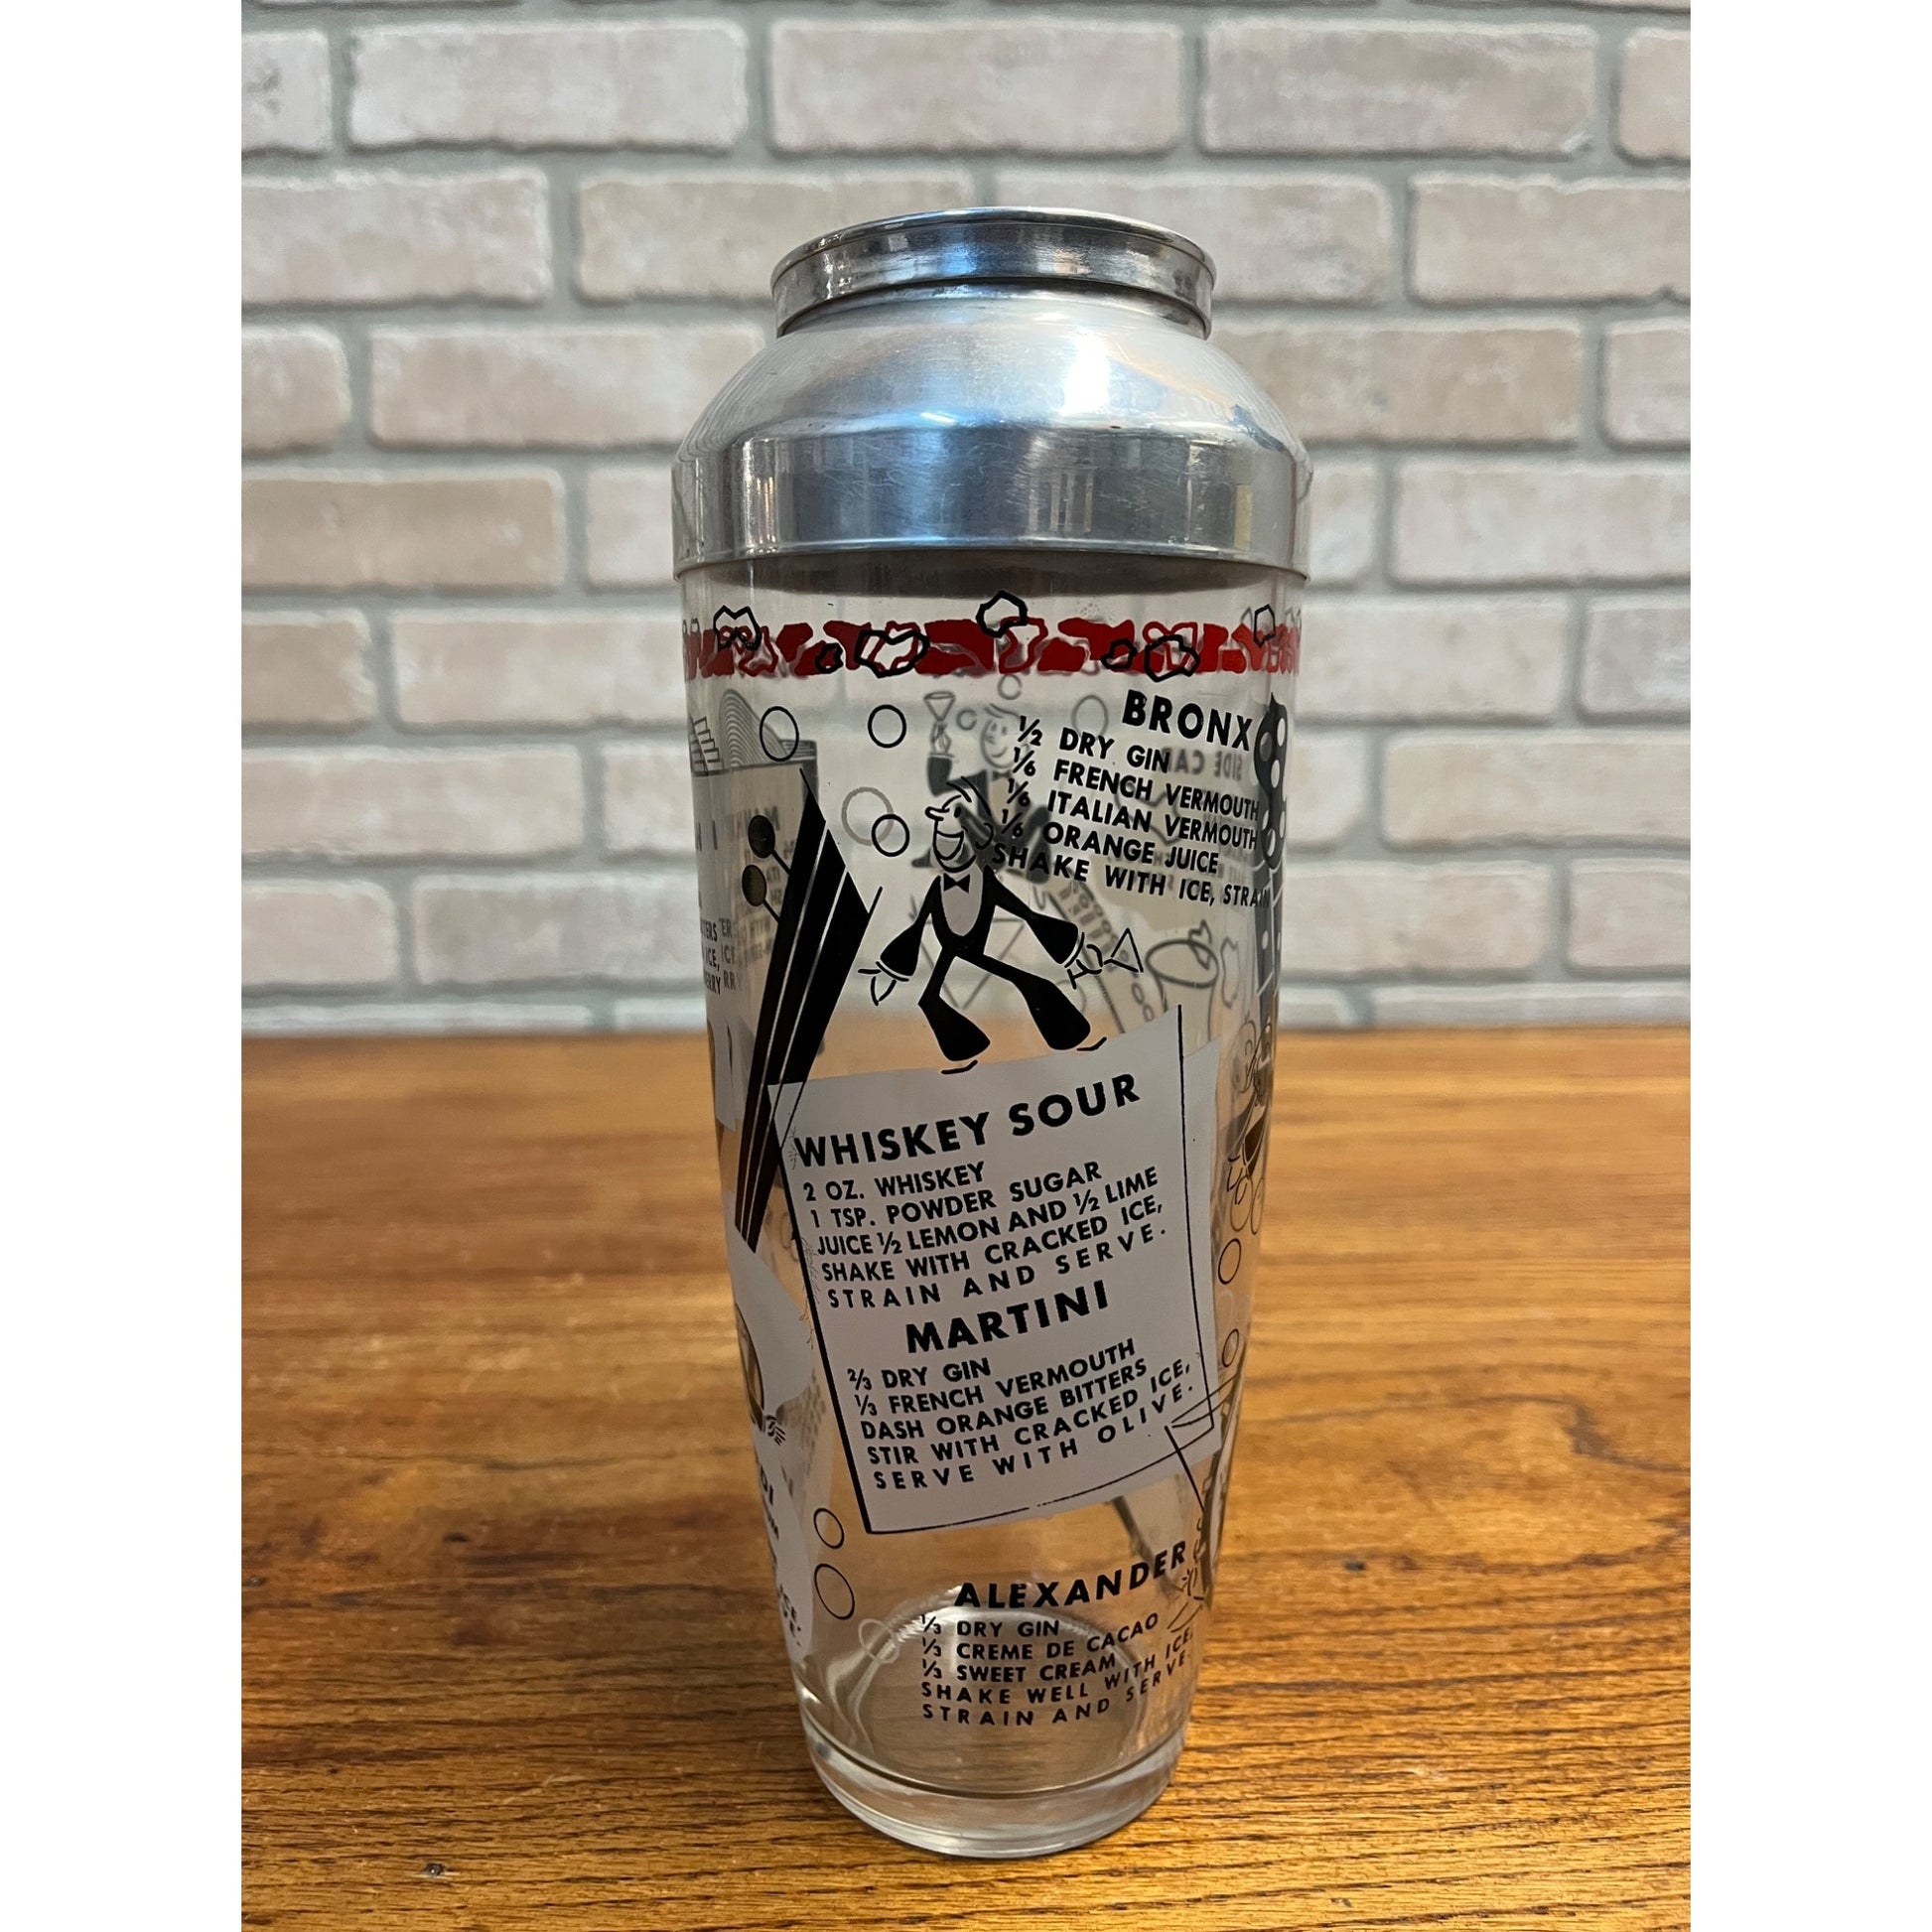 BRONX
½ DRY GIN
⅙ FRENCH VERMOUTH
⅙ ITALIAN VERMOUTH
⅙ ORANGE JUICE
SHAKE WITH ICE, STRAIN
SIDE CAR
WHISKEY SOUR
2 OZ. WHISKEY
1 TSP. POWDER SUGAR
JUICE ½ LEMON AND ½ LIME
SHAKE WITH CRACKED ICE,
STRAIN AND SERVE.
MARTINI
⅔ DRY GIN
⅓ FRENCH VERMOUTH
DASH ORANGE BITTERS
STIR WITH CRACKED ICE,
SERVE WITH OLIVE.
ALEXANDER
⅓ DRY GIN
⅓ CREME DE CACAO
⅓ SWEET CREAM
SHAKE WELL WITH ICE,
STRAIN AND SERVE.